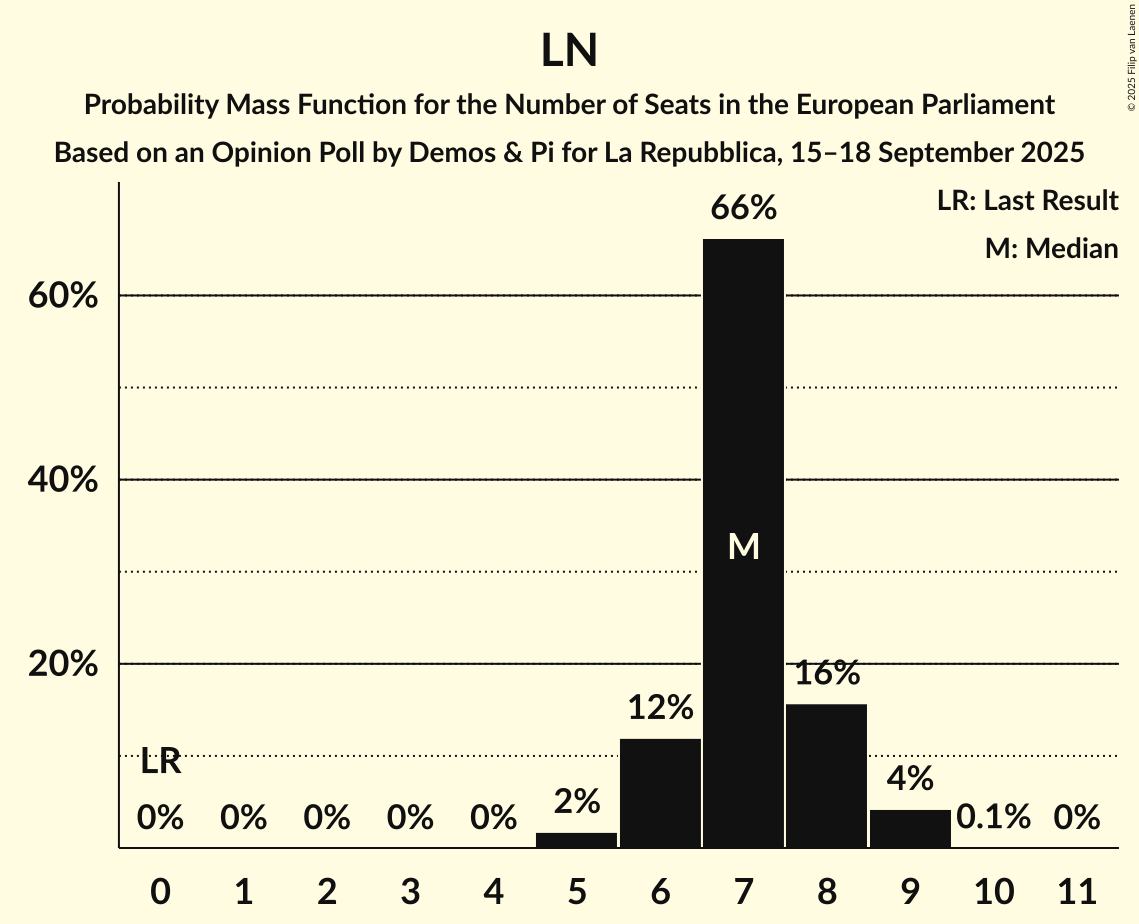 LN
Probability Mass Function for the Number of Seats in the European Parliament
Based on an Opinion Poll by Demos & Pi for La Repubblica, 15–18 September 2025
© 2025 Filip van Laenen
LR: Last Result
M: Median
60%
40%
20%
LR
M
0% 0% 0% 0% 0% 2% 12% 66% 16% 4% 0.1% 0%
0 1 2 3 4 5 6 7 8 9 10 11